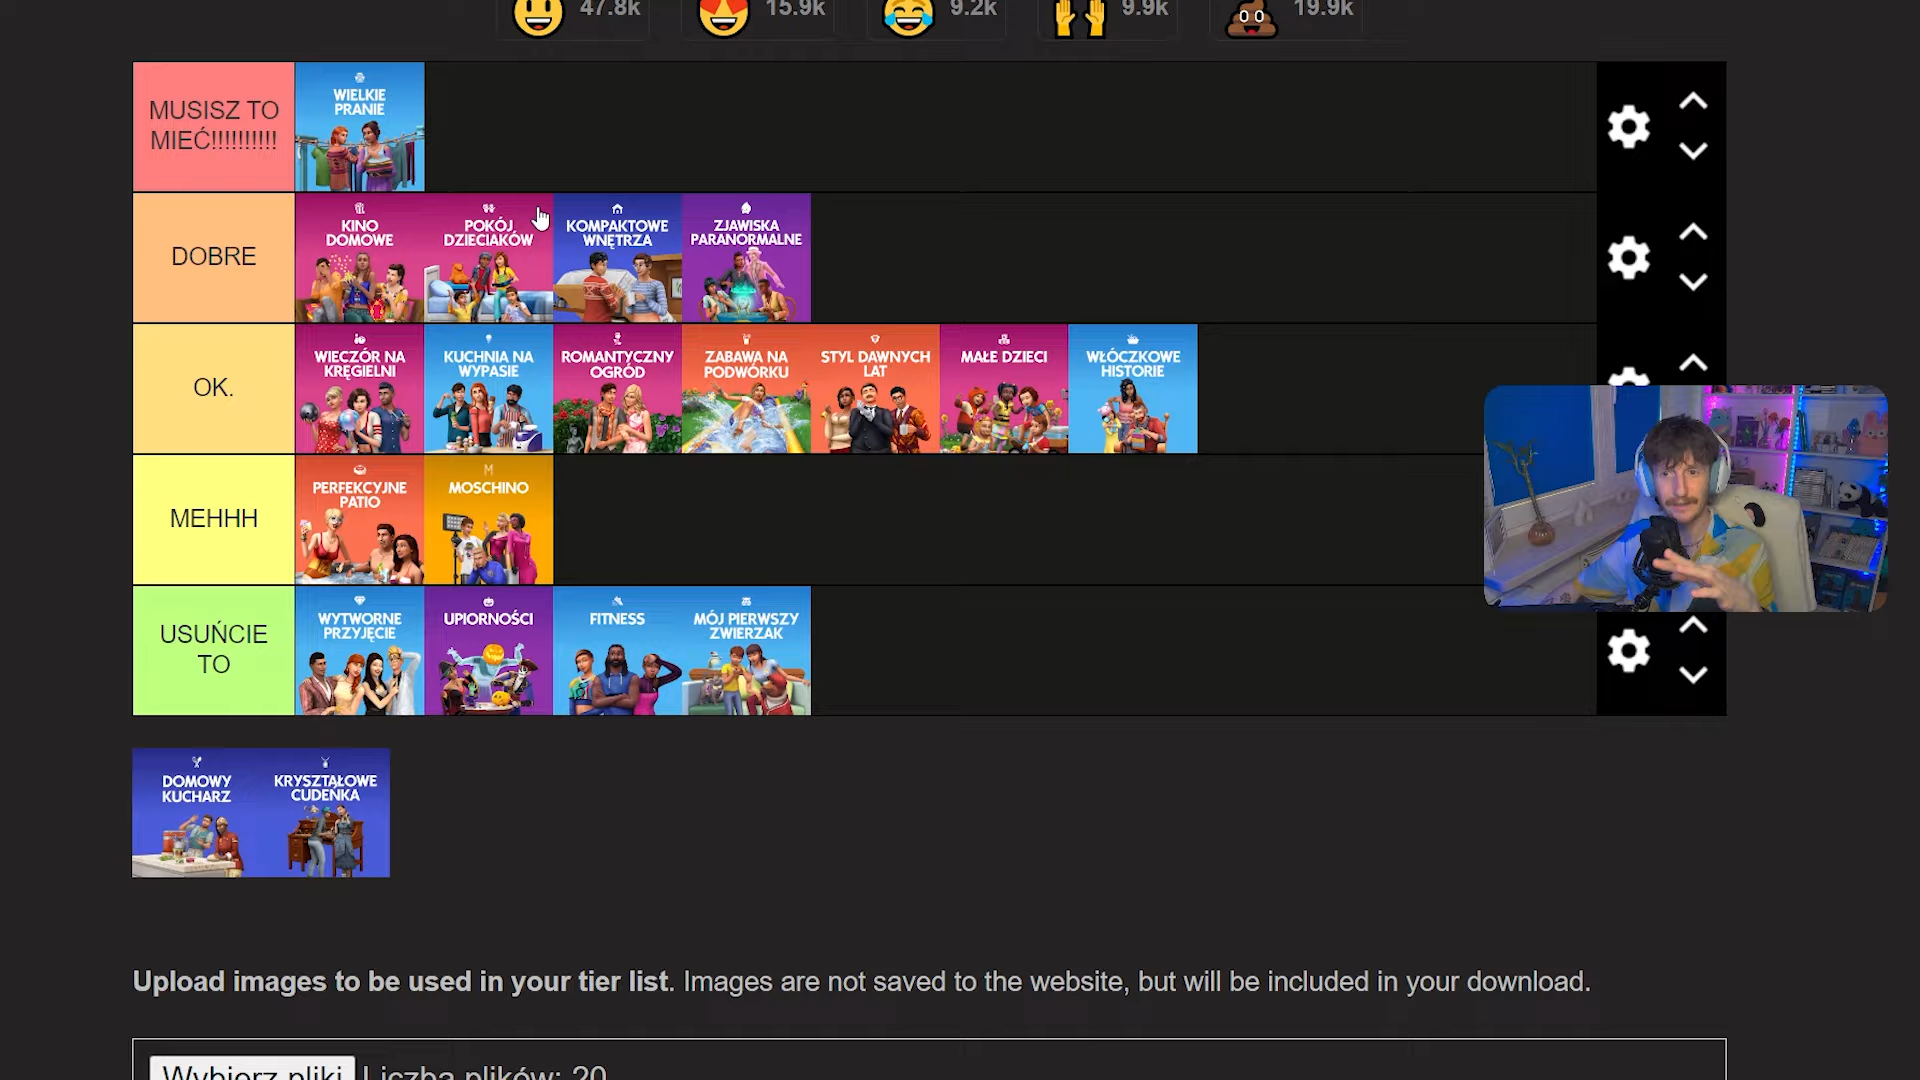 47.8k 15.9k 9.2k 9.9k 19.9k
MUSISZ TO
MIEĆ!!!!!!!!!!
WIELKIE
PRANIE
DOBRE
KINO
DOMOWE
POKÓJ
DZIECIAKÓW
KOMPAKTOWE
WNĘTRZA
ZJAWISKA
PARANORMALNE
OK.
WIECZÓR NA
KRĘGIELNI
KUCHNIA NA
WYPASIE
ROMANTYCZNY
OGRÓD
ZABAWA NA
PODWÓRKU
STYL DAWNYCH
LAT
MAŁE DZIECI
WŁÓCZKOWE
HISTORIE
MEHHH
PERFEKCYJNE
PATIO
M
MOSCHINO
USUŃCIE
TO
WYTWORNE
PRZYJĘCIE
UPIORNOŚCI
FITNESS
MÓJ PIERWSZY
ZWIERZAK
DOMOWY
KUCHARZ
KRYSZTAŁOWE
CUDEŃKA
Upload images to be used in your tier list. Images are not saved to the website, but will be included in your download.
Wybierz pliki Liczba plików: 20